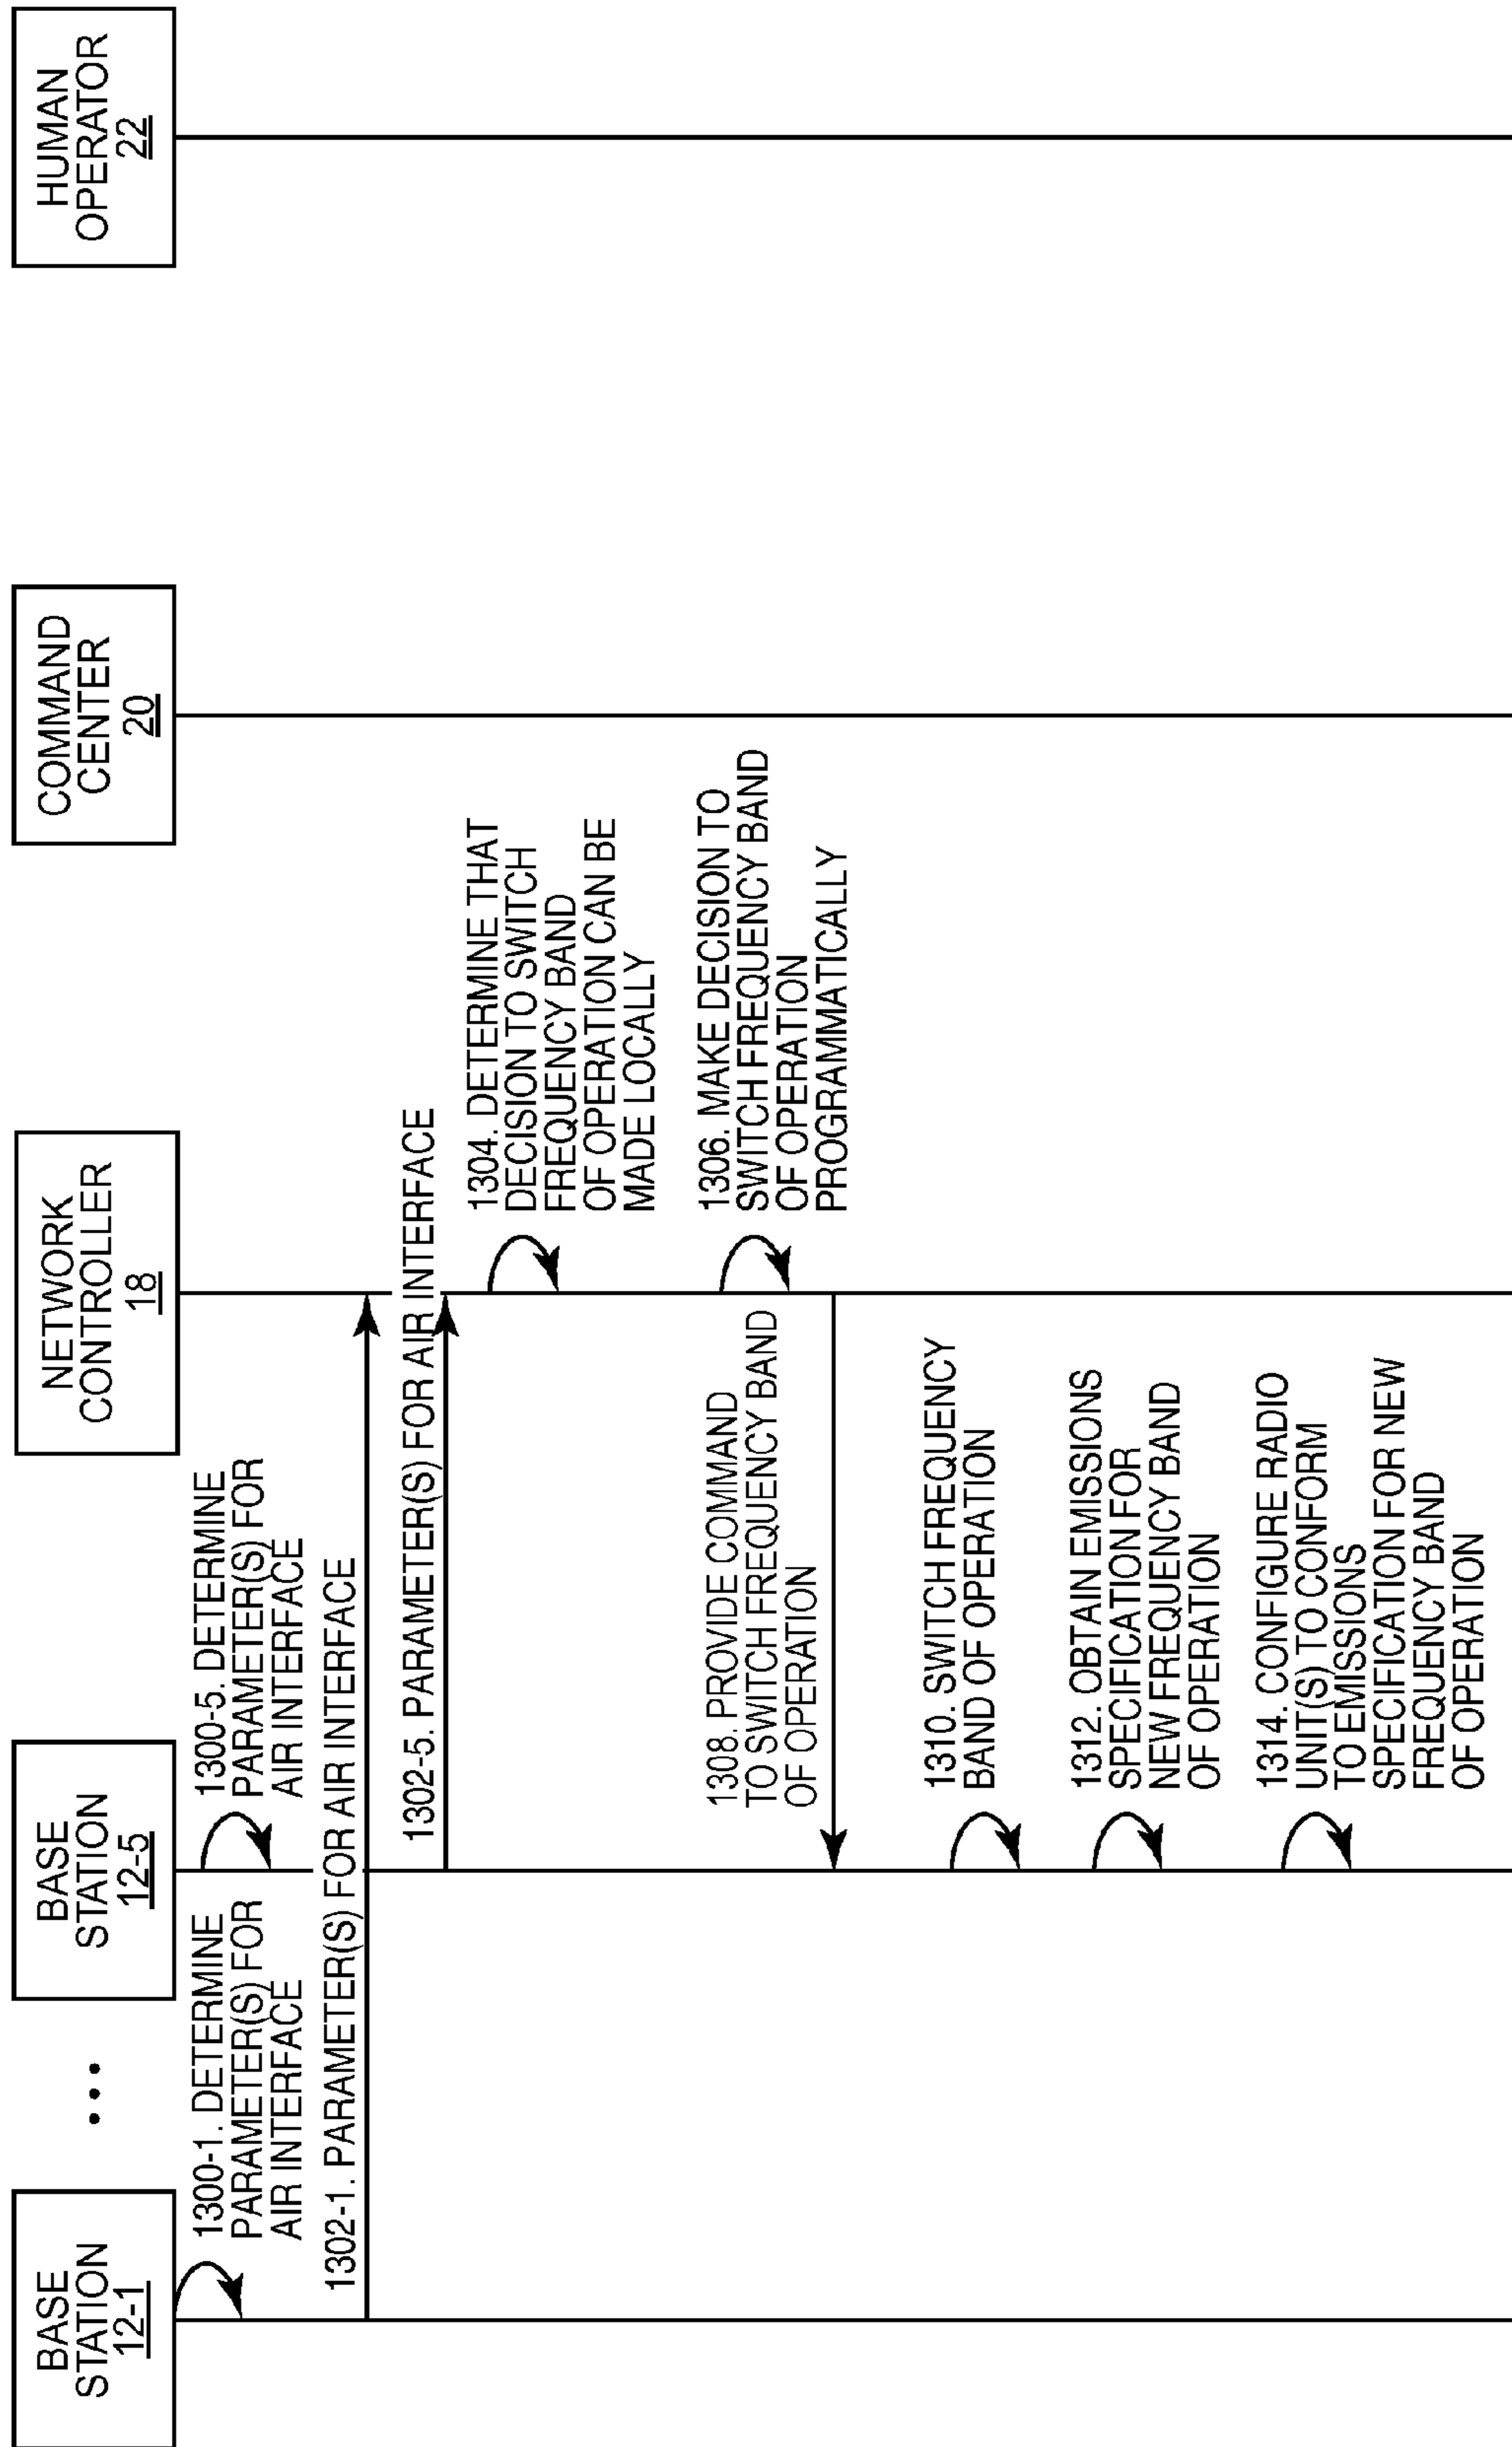 BASE
STATION
12-1
...
BASE
STATION
12-5
NETWORK
CONTROLLER
18
COMMAND
CENTER
20
HUMAN
OPERATOR
22
1300-1. DETERMINE
PARAMETER(S) FOR
AIR INTERFACE
1300-5. DETERMINE
PARAMETER(S) FOR
AIR INTERFACE
1302-1. PARAMETER(S) FOR AIR INTERFACE
1302-5. PARAMETER(S) FOR AIR INTERFACE
1304. DETERMINE THAT
DECISION TO SWITCH
FREQUENCY BAND
OF OPERATION CAN BE
MADE LOCALLY
1306. MAKE DECISION TO
SWITCH FREQUENCY BAND
OF OPERATION
PROGRAMMATICALLY
1308. PROVIDE COMMAND
TO SWITCH FREQUENCY BAND
OF OPERATION
1310. SWITCH FREQUENCY
BAND OF OPERATION
1312. OBTAIN EMISSIONS
SPECIFICATION FOR
NEW FREQUENCY BAND
OF OPERATION
1314. CONFIGURE RADIO
UNIT(S) TO CONFORM
TO EMISSIONS
SPECIFICATION FOR NEW
FREQUENCY BAND
OF OPERATION